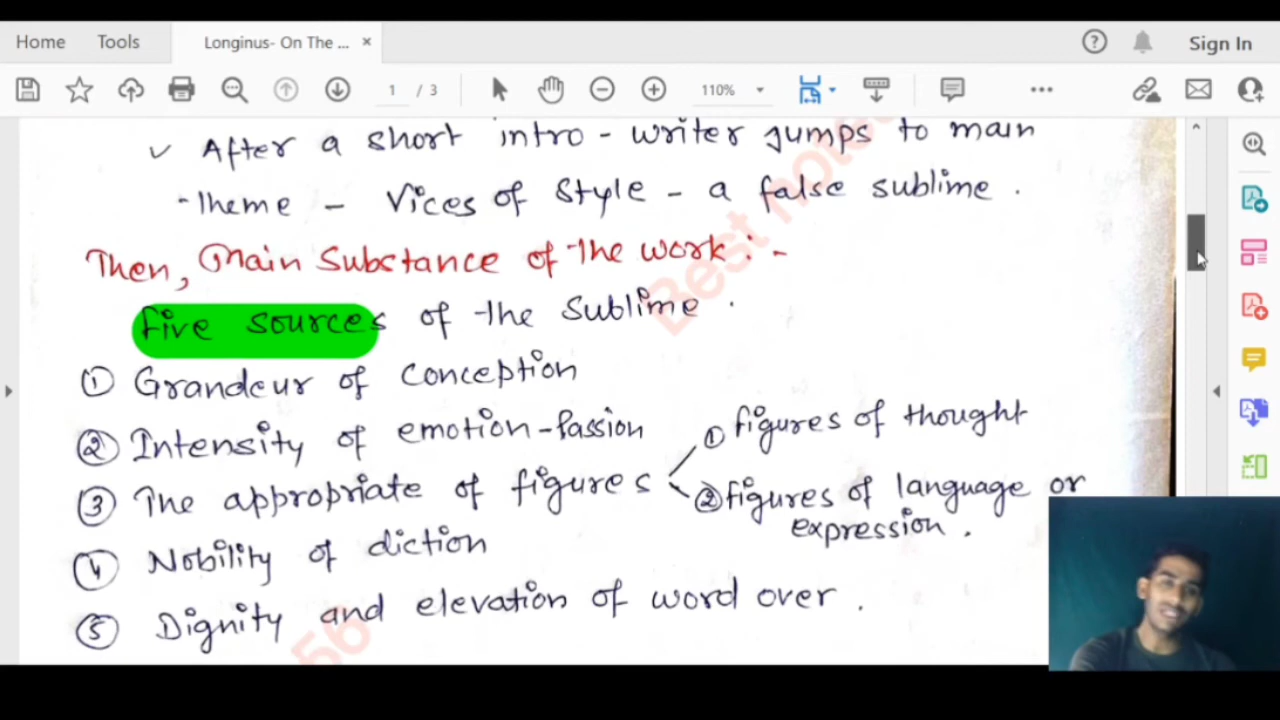 Home Tools Longinus- On The ... × Sign In
1 / 3 110%
✓ After a short intro - writer jumps to main
Theme - Vices of Style - a false sublime.
Then, Main Substance of the work :-
five sources of the sublime.
① Grandeur of conception
② Intensity of emotion-Passion
① figures of thought
③ The appropriate of figures
② figures of language or
expression.
④ Nobility of diction
⑤ Dignity and elevation of word over.
Best not
56